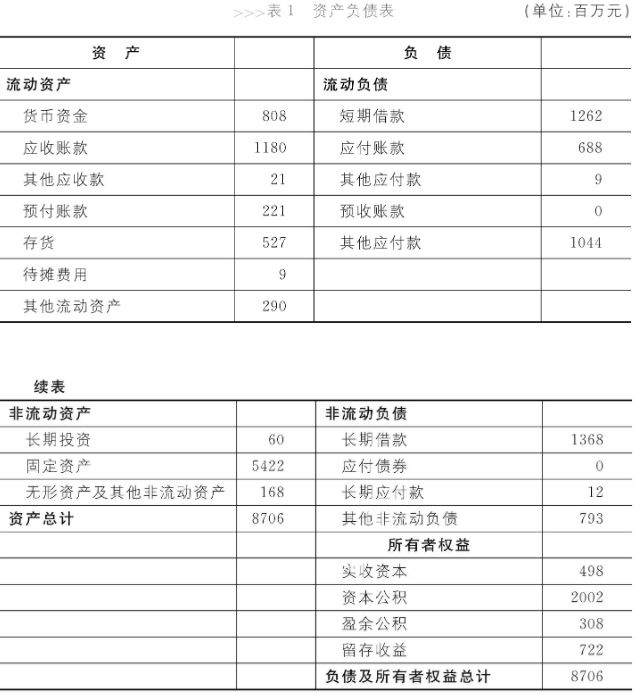 >>>表1 资产负债表 (单位:百万元)
资 产 负 债
流动资产 流动负债
货币资金 808 短期借款 1262
应收账款 1180 应付账款 688
其他应收款 21 其他应付款 9
预付账款 221 预收账款 0
存货 527 其他应付款 1044
待摊费用 9
其他流动资产 290
续表
非流动资产 非流动负债
长期投资 60 长期借款 1368
固定资产 5422 应付债券 0
无形资产及其他非流动资产 168 长期应付款 12
资产总计 8706 其他非流动负债 793
所有者权益
实收资本 498
资本公积 2002
盈余公积 308
留存收益 722
负债及所有者权益总计 8706